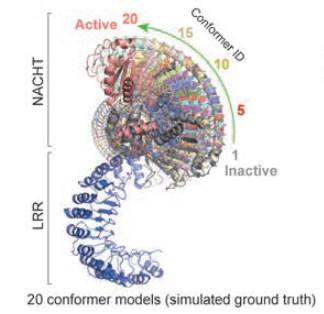 Active 20
15
Conformer ID
10
5
1
Inactive
NACHT
LRR
20 conformer models (simulated ground truth)